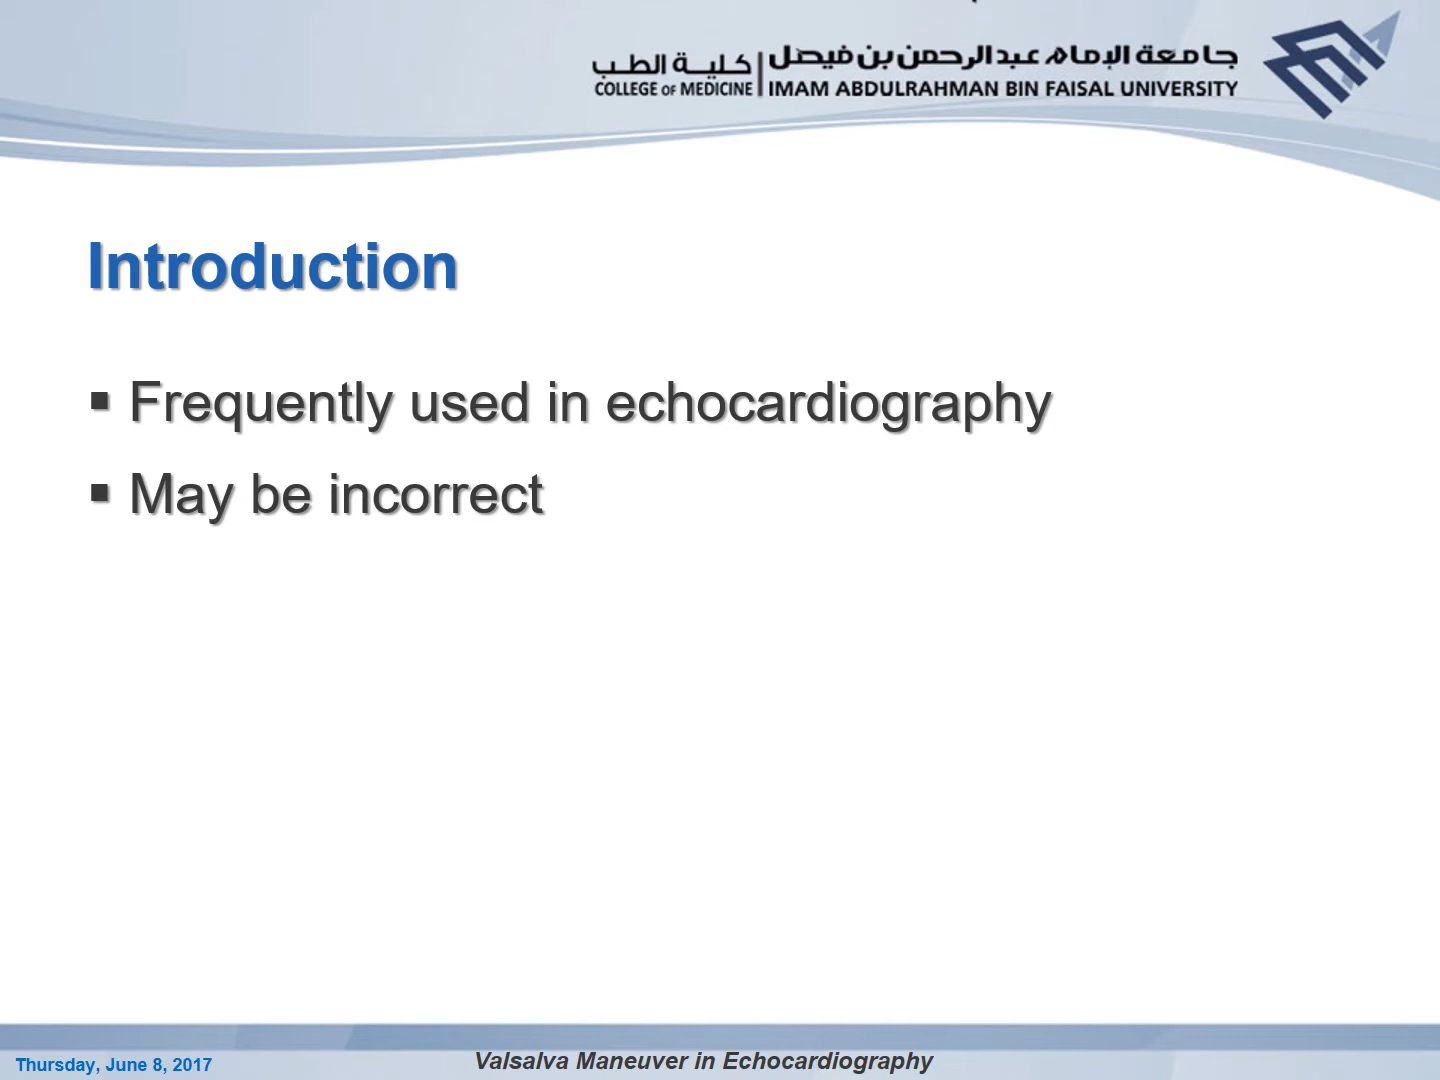 كلية الطب
COLLEGE OF MEDICINE
جامعة الإمام عبدالرحمن بن فيصل
IMAM ABDULRAHMAN BIN FAISAL UNIVERSITY
Introduction
▪ Frequently used in echocardiography
▪ May be incorrect
Thursday, June 8, 2017
Valsalva Maneuver in Echocardiography